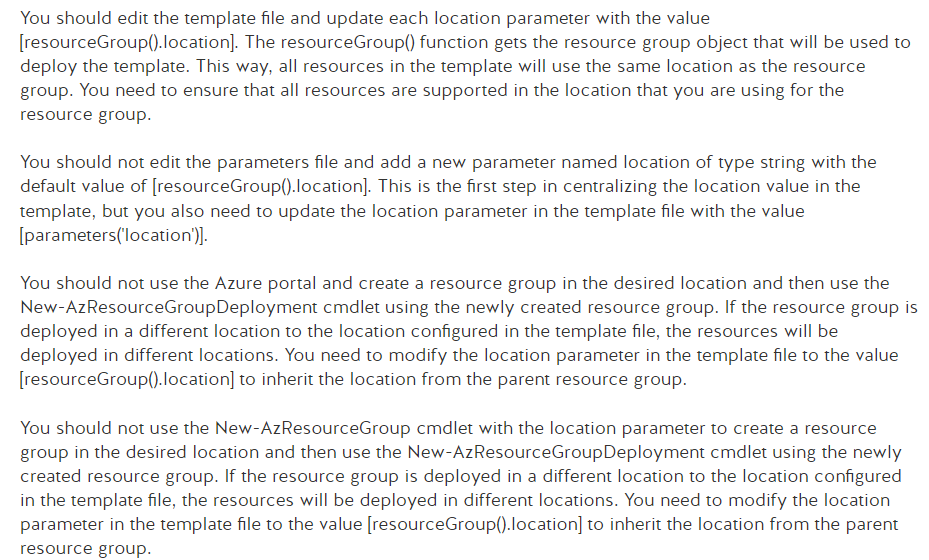 You should edit the template file and update each location parameter with the value
[resourceGroup().location]. The resourceGroup() function gets the resource group object that will be used to
deploy the template. This way, all resources in the template will use the same location as the resource
group. You need to ensure that all resources are supported in the location that you are using for the
resource group.
You should not edit the parameters file and add a new parameter named location of type string with the
default value of [resourceGroup().location]. This is the first step in centralizing the location value in the
template, but you also need to update the location parameter in the template file with the value
[parameters('location')].
You should not use the Azure portal and create a resource group in the desired location and then use the
New-AzResourceGroupDeployment cmdlet using the newly created resource group. If the resource group is
deployed in a different location to the location configured in the template file, the resources will be
deployed in different locations. You need to modify the location parameter in the template file to the value
[resourceGroup().location] to inherit the location from the parent resource group.
You should not use the New-AzResourceGroup cmdlet with the location parameter to create a resource
group in the desired location and then use the New-AzResourceGroupDeployment cmdlet using the newly
created resource group. If the resource group is deployed in a different location to the location configured
in the template file, the resources will be deployed in different locations. You need to modify the location
parameter in the template file to the value [resourceGroup().location] to inherit the location from the parent
resource group.